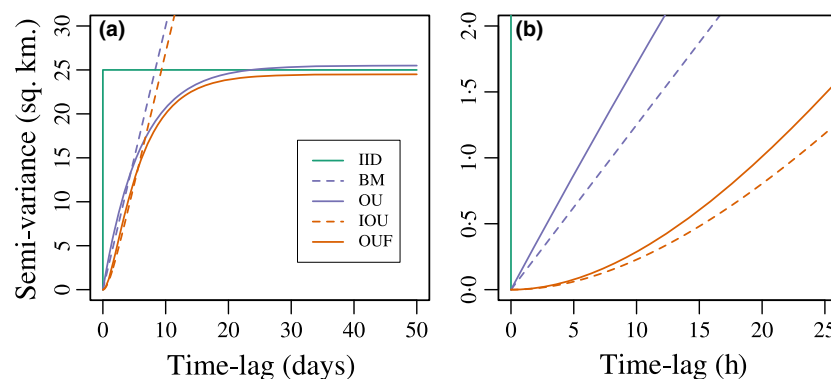 (a)
Semi-variance (sq. km.)
30
25
20
15
10
5
0
IID
BM
OU
IOU
OUF
0 10 20 30 40 50
Time-lag (days)
(b)
2·0
1·5
1·0
0·5
0·0
0 5 10 15 20 25
Time-lag (h)